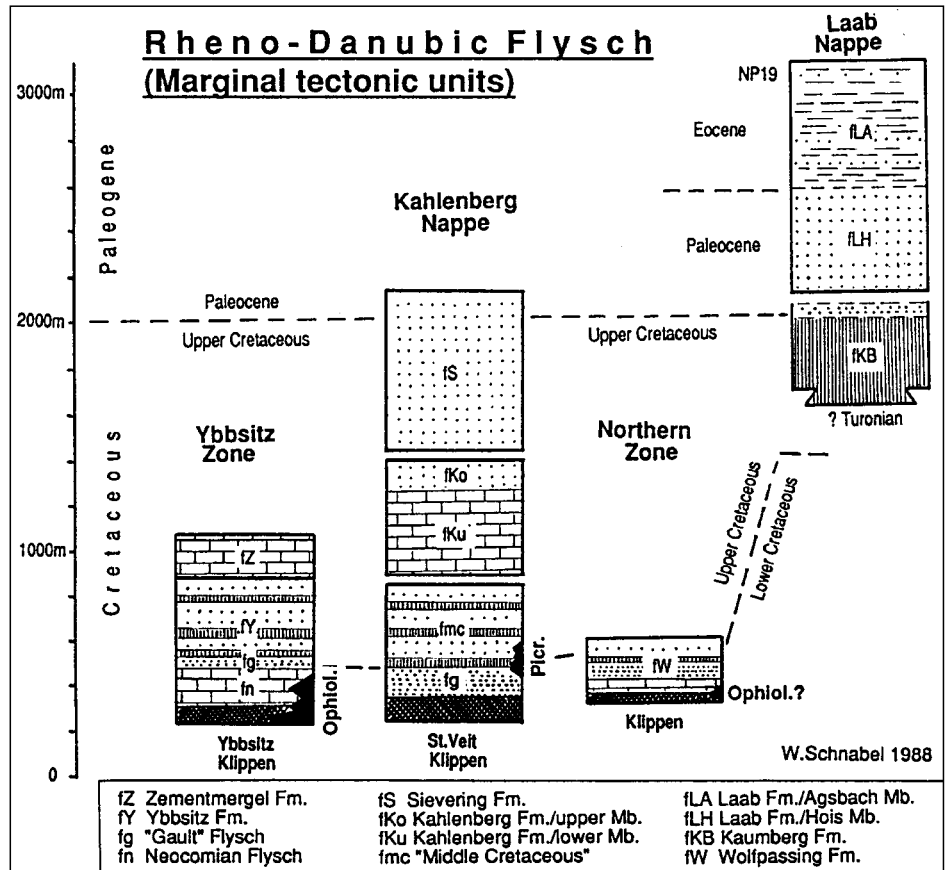 Rheno-Danubic Flysch
(Marginal tectonic units)
Laab
Nappe
3000m
NP19
Eocene
fLA
Paleogene
Kahlenberg
Nappe
Paleocene
fLH
Paleocene
2000m
Upper Cretaceous
Upper Cretaceous
fS
fKB
? Turonian
Ybbsitz
Zone
Northern
Zone
Cretaceous
fKo
fKu
Upper Cretaceous
Lower Cretaceous
1000m
fZ
fY
fg
fn
Ophiol.
fmc
fg
Picr.
fW
Ophiol.?
Klippen
Ybbsitz
Klippen
St.Veit
Klippen
W.Schnabel 1988
0
fZ Zementmergel Fm.
fY Ybbsitz Fm.
fg "Gault" Flysch
fn Neocomian Flysch
fS Sievering Fm.
fKo Kahlenberg Fm./upper Mb.
fKu Kahlenberg Fm./lower Mb.
fmc "Middle Cretaceous"
fLA Laab Fm./Agsbach Mb.
fLH Laab Fm./Hois Mb.
fKB Kaumberg Fm.
fW Wolfpassing Fm.